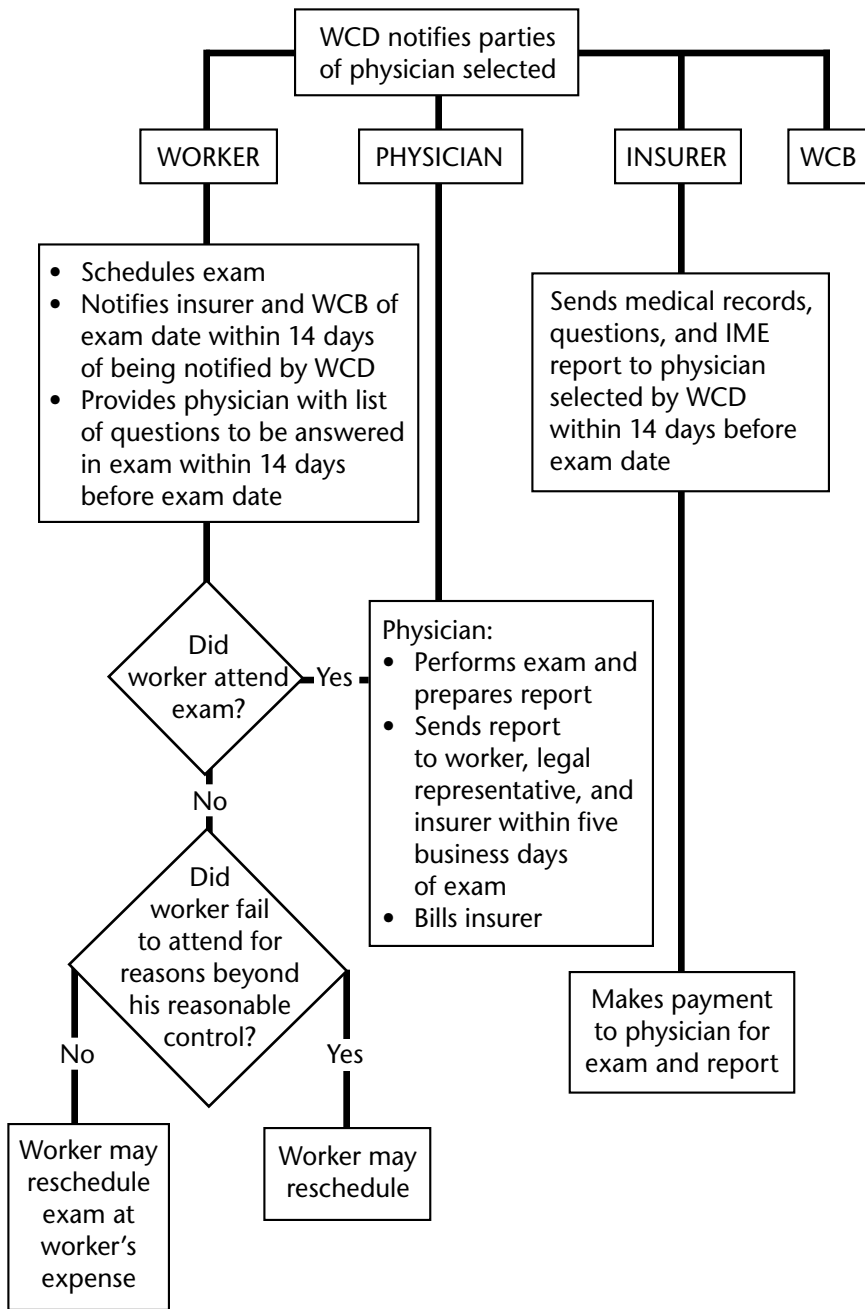 WCD notifies parties
of physician selected
WORKER
PHYSICIAN
INSURER
WCB
• Schedules exam
• Notifies insurer and WCB of
exam date within 14 days
of being notified by WCD
• Provides physician with list
of questions to be answered
in exam within 14 days
before exam date
Sends medical records,
questions, and IME
report to physician
selected by WCD
within 14 days before
exam date
Did
worker attend
exam?
Yes
No
Physician:
• Performs exam and
prepares report
• Sends report
to worker, legal
representative, and
insurer within five
business days
of exam
• Bills insurer
Did
worker fail
to attend for
reasons beyond
his reasonable
control?
No
Yes
Makes payment
to physician for
exam and report
Worker may
reschedule
exam at
worker’s
expense
Worker may
reschedule